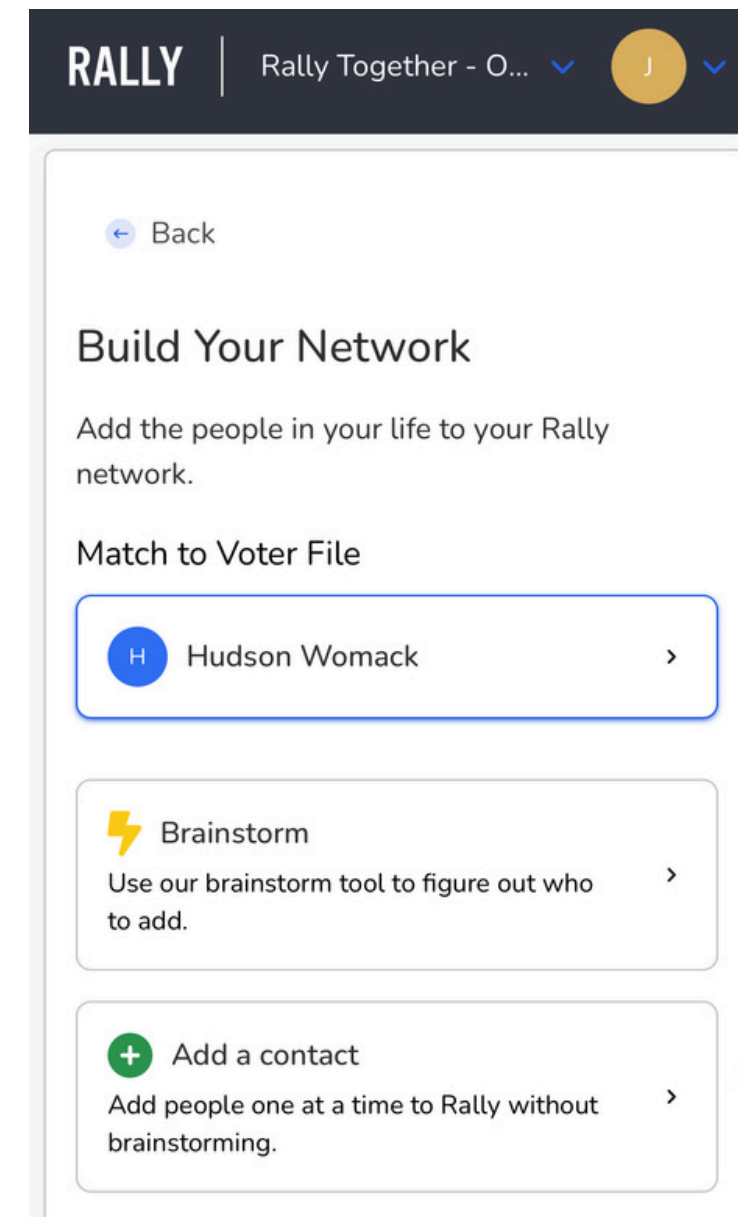 RALLY
Rally Together - O...
J
Back
Build Your Network
Add the people in your life to your Rally
network.
Match to Voter File
H
Hudson Womack
Brainstorm
Use our brainstorm tool to figure out who
to add.
Add a contact
Add people one at a time to Rally without
brainstorming.